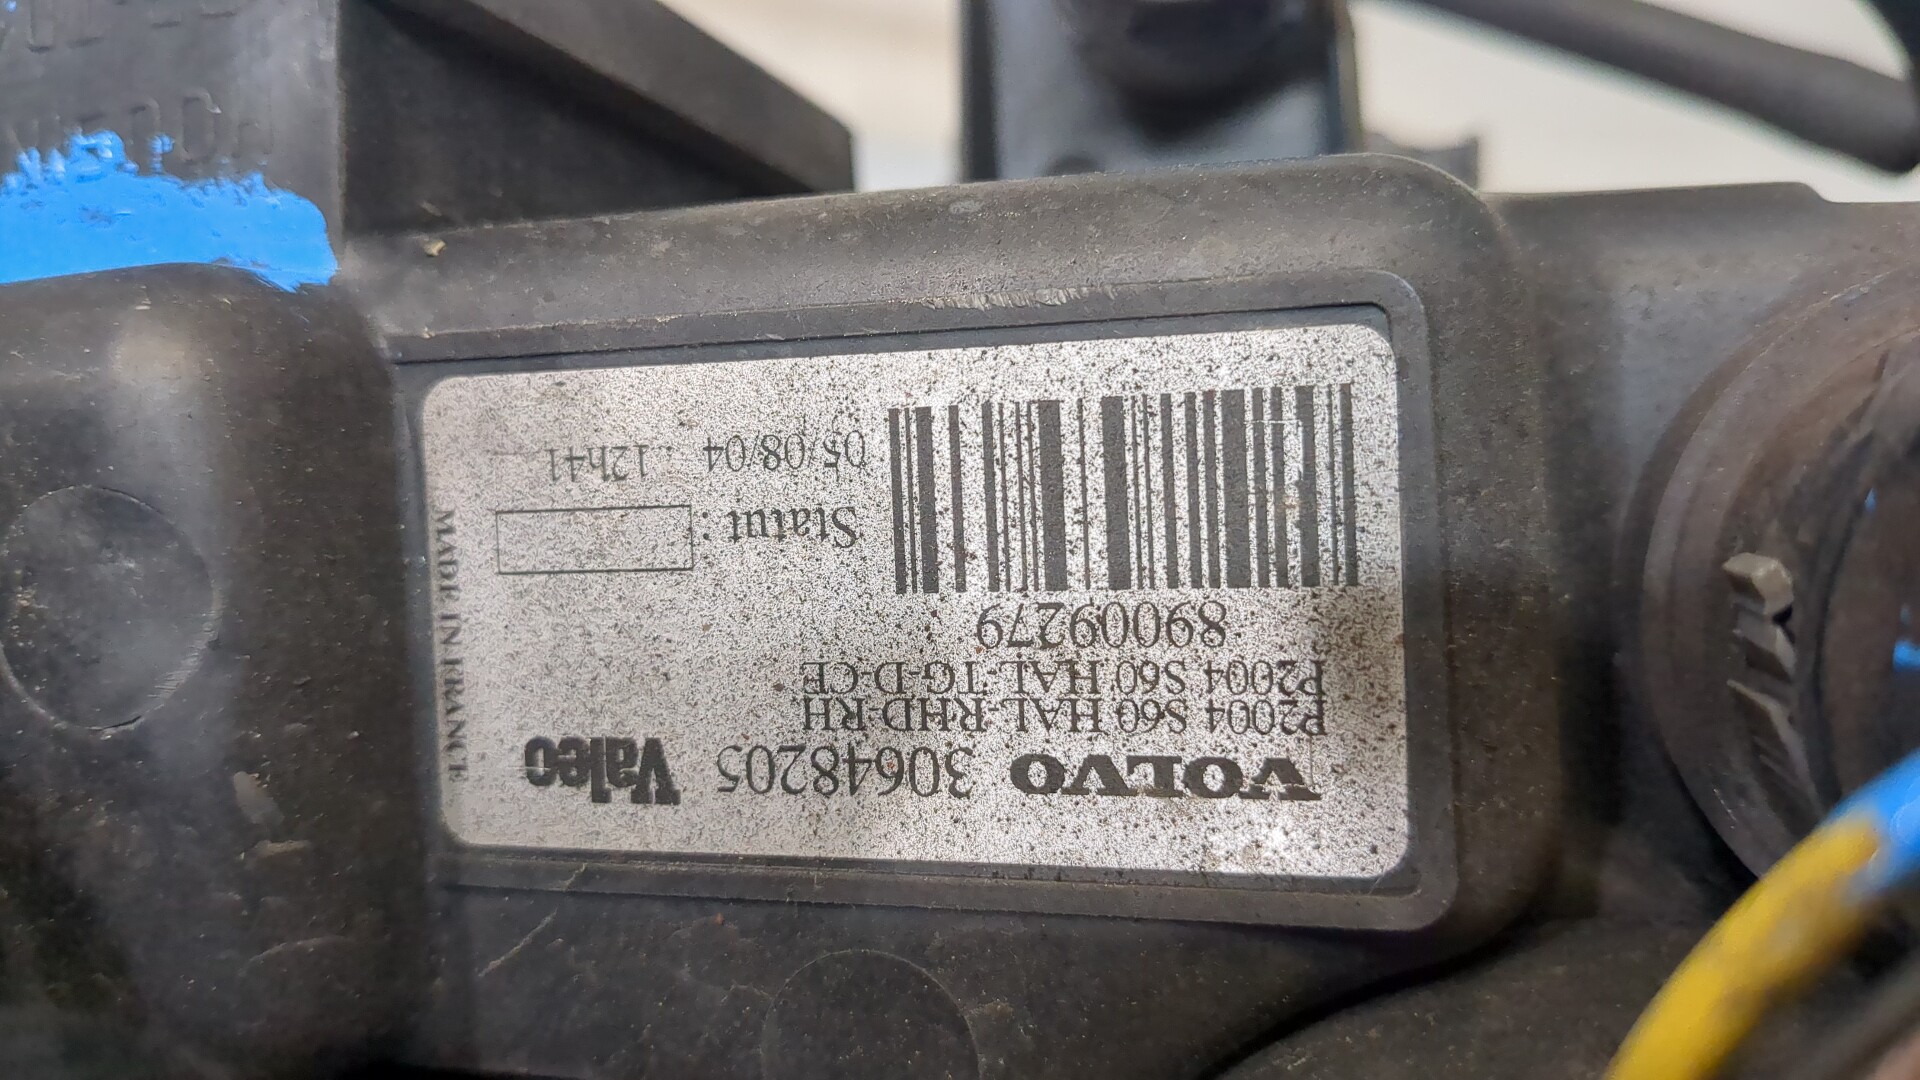 VOLVO 30648205 Valeo
P2004 S60 HAL-RHD-RH
P2004 S60 HAL-TG-D-CE
89009279
Statut :
05/08/04 : 12h41
MADE IN FRANCE